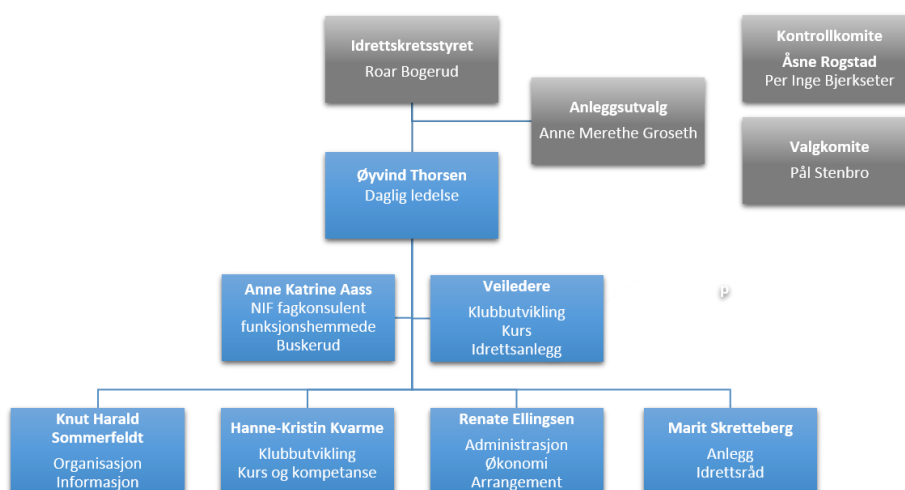 Idrettskretsstyret
Roar Bogerud
Kontrollkomite
Åsne Rogstad
Per Inge Bjerkseter
Anleggsutvalg
Anne Merethe Groseth
Valgkomite
Pål Stenbro
Øyvind Thorsen
Daglig ledelse
Anne Katrine Aass
NIF fagkonsulent
funksjonshemmede
Buskerud
Veiledere
Klubbutvikling
Kurs
Idrettsanlegg
P
Knut Harald
Sommerfeldt
Organisasjon
Informasjon
Hanne-Kristin Kvarme
Klubbutvikling
Kurs og kompetanse
Renate Ellingsen
Administrasjon
Økonomi
Arrangement
Marit Skretteberg
Anlegg
Idrettsråd